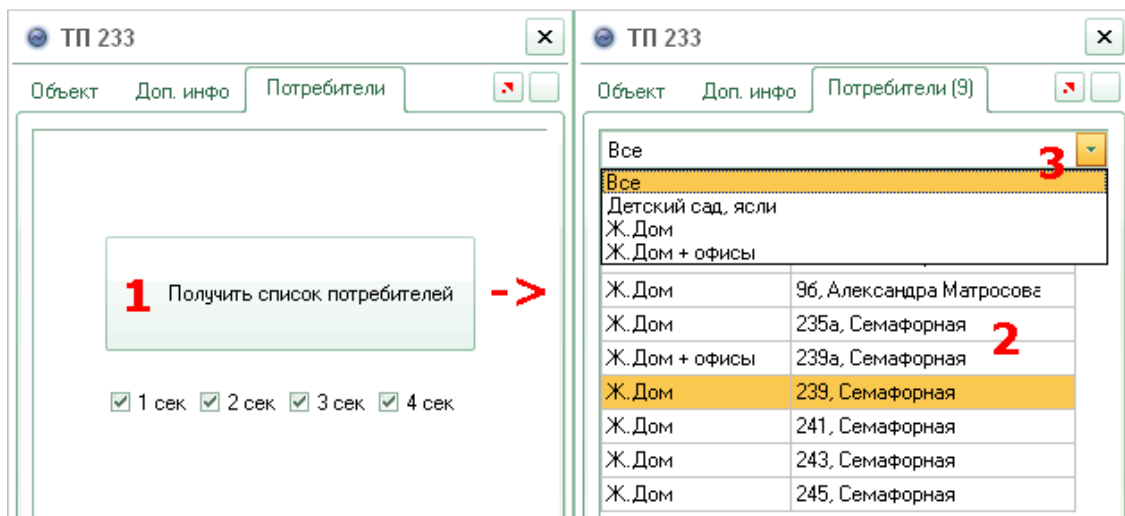 ТП 233
Объект Доп. инфо Потребители
1 Получить список потребителей ->
1 сек 2 сек 3 сек 4 сек
ТП 233
Объект Доп. инфо Потребители (9)
Все 3
Все
Детский сад, ясли
Ж.Дом
Ж.Дом + офисы
Ж.Дом 96, Александра Матросова
Ж.Дом 235а, Семафорная 2
Ж.Дом + офисы 239а, Семафорная
Ж.Дом 239, Семафорная
Ж.Дом 241, Семафорная
Ж.Дом 243, Семафорная
Ж.Дом 245, Семафорная